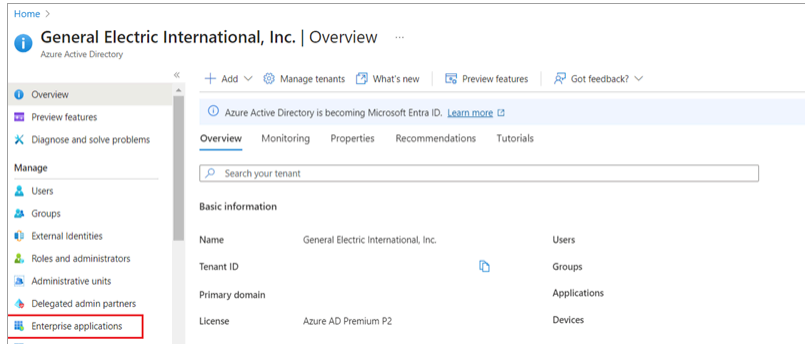 Home >
General Electric International, Inc. | Overview ...
Azure Active Directory
«
+ Add
Manage tenants
What's new
Preview features
Got feedback?
Overview
Preview features
Diagnose and solve problems
Manage
Users
Groups
External Identities
Roles and administrators
Administrative units
Delegated admin partners
Enterprise applications
Azure Active Directory is becoming Microsoft Entra ID. Learn more
Overview Monitoring Properties Recommendations Tutorials
Search your tenant
Basic information
Name General Electric International, Inc. Users
Tenant ID Groups
Primary domain Applications
License Azure AD Premium P2 Devices